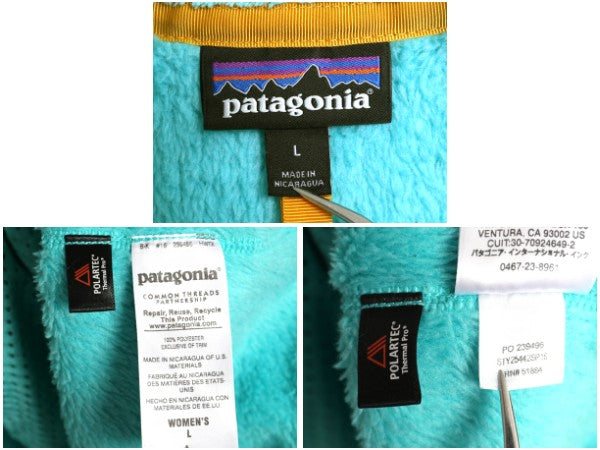 patagonia®
L
MADE IN
NICARAGUA
POLARTEC®
Thermal Pro®
patagonia®
COMMON THREADS
PARTNERSHIP
Repair, Reuse, Recycle
This Product
www.patagonia.com
100% POLYESTER
EXCLUSIVE OF TRIM
MADE IN NICARAGUA OF U.S.
MATERIALS
FABRIQUÉ AU NICARAGUA
DES MATIÈRES DES ETATS-
UNIS
HECHO EN NICARAGUA CON
MATERIALES DE EE.UU
WOMEN'S
L
POLARTEC®
Thermal Pro®
VENTURA, CA 93002 US
CUIT:30-70924649-2
パタゴニア・インターナショナル・インク
0467-23-8961
PO 239496
STY25442SP16
RN# 51884